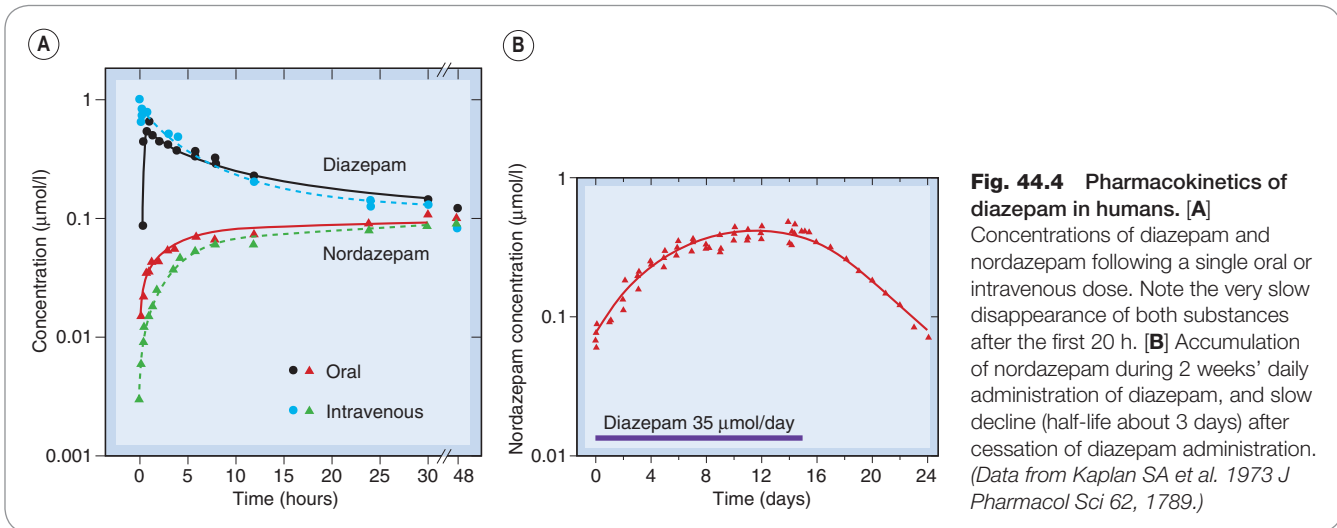 A
Concentration (µmol/l)
1
0.1
0.01
0.001
Diazepam
Nordazepam
Oral
Intravenous
0 5 10 15 20 25 30 48
Time (hours)
B
Nordazepam concentration (µmol/l)
1
0.1
0.01
Diazepam 35 µmol/day
0 4 8 12 16 20 24
Time (days)
Fig. 44.4 Pharmacokinetics of
diazepam in humans. [A]
Concentrations of diazepam and
nordazepam following a single oral or
intravenous dose. Note the very slow
disappearance of both substances
after the first 20 h. [B] Accumulation
of nordazepam during 2 weeks' daily
administration of diazepam, and slow
decline (half-life about 3 days) after
cessation of diazepam administration.
(Data from Kaplan SA et al. 1973 J
Pharmacol Sci 62, 1789.)